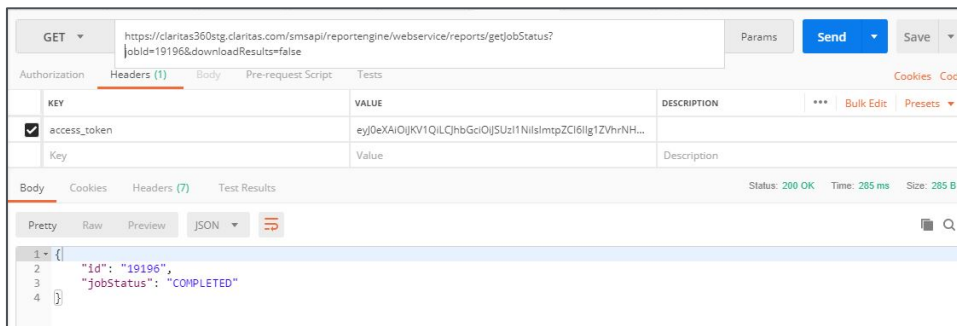 GET
https://claritas360stg.claritas.com/smsapi/reportengine/webservice/reports/getJobStatus?
jobId=19196&downloadResults=false
Params Send Save
Authorization Headers (1) Body Pre-request Script Tests Cookies Cod
KEY VALUE DESCRIPTION ••• Bulk Edit Presets
access_token eyJ0eXAiOiJKV1QiLCJhbGciOiJSUzI1NiIsImtpZCI6Ilg1ZVhrNH...
Key Value Description
Body Cookies Headers (7) Test Results Status: 200 OK Time: 285 ms Size: 285 B
Pretty Raw Preview JSON
1 {
2 "id": "19196",
3 "jobStatus": "COMPLETED"
4 }